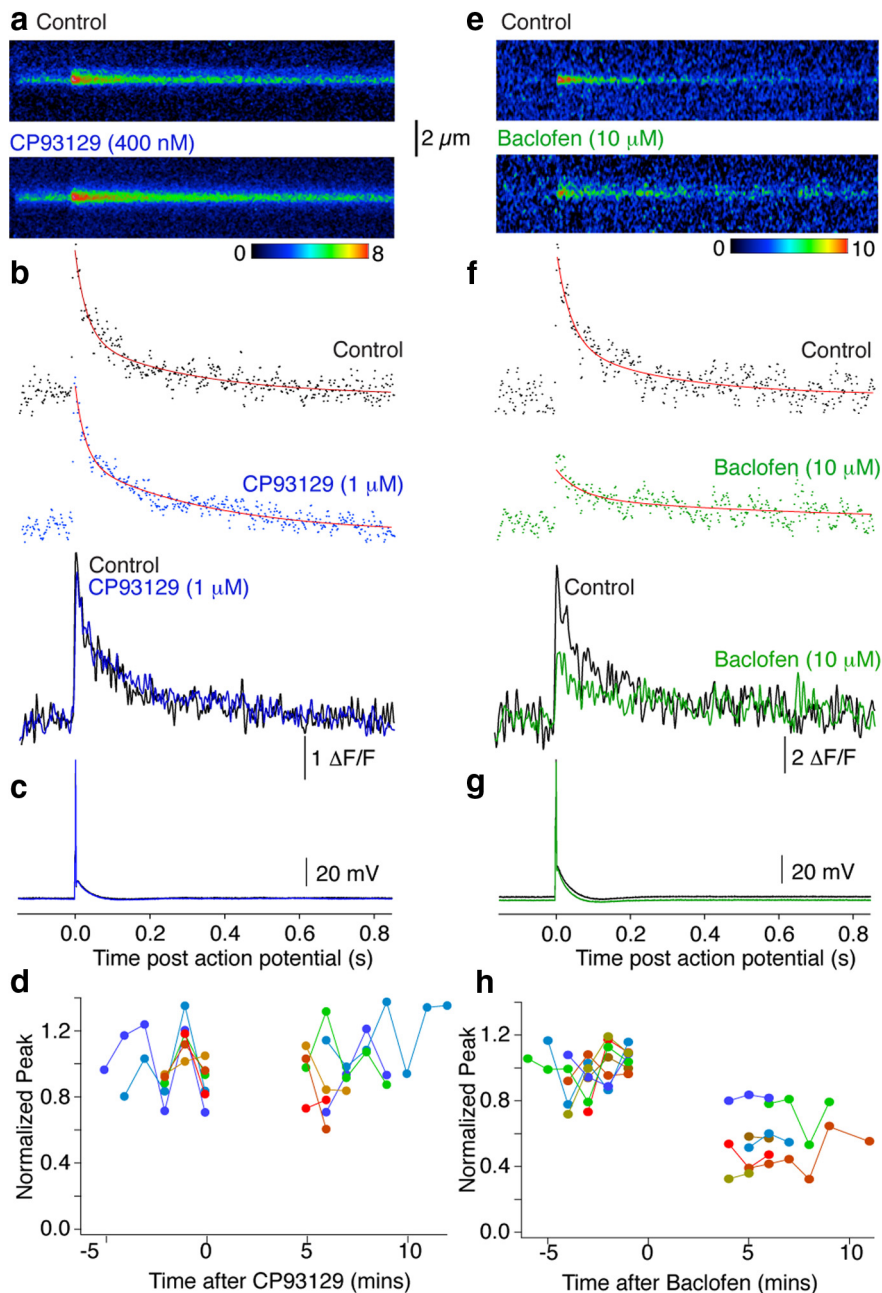 a Control
CP93129 (400 nM)
2 µm
0 8
b
Control
CP93129 (1 µM)
Control
CP93129 (1 µM)
1 ΔF/F
c
20 mV
0.0 0.2 0.4 0.6 0.8
Time post action potential (s)
d
Normalized Peak
1.2
0.8
0.4
0.0
-5 0 5 10
Time after CP93129 (mins)
e Control
Baclofen (10 µM)
0 10
f
Control
Baclofen (10 µM)
Control
Baclofen (10 µM)
2 ΔF/F
g
20 mV
0.0 0.2 0.4 0.6 0.8
Time post action potential (s)
h
Normalized Peak
1.2
0.8
0.4
0.0
-5 0 5 10
Time after Baclofen (mins)